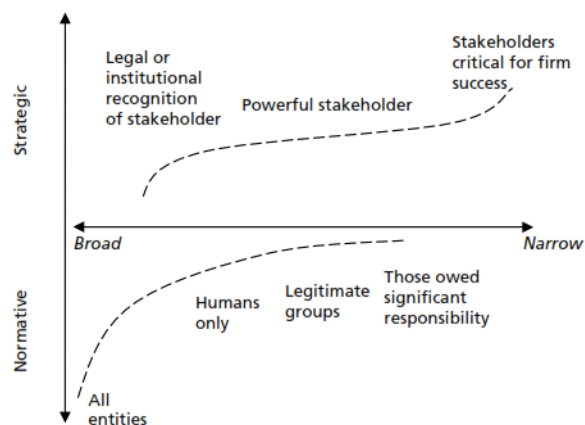 Strategic
Legal or
institutional
recognition
of stakeholder
Powerful stakeholder
Stakeholders
critical for firm
success
Broad
Narrow
Normative
Humans
only
Legitimate
groups
Those owed
significant
responsibility
All
entities